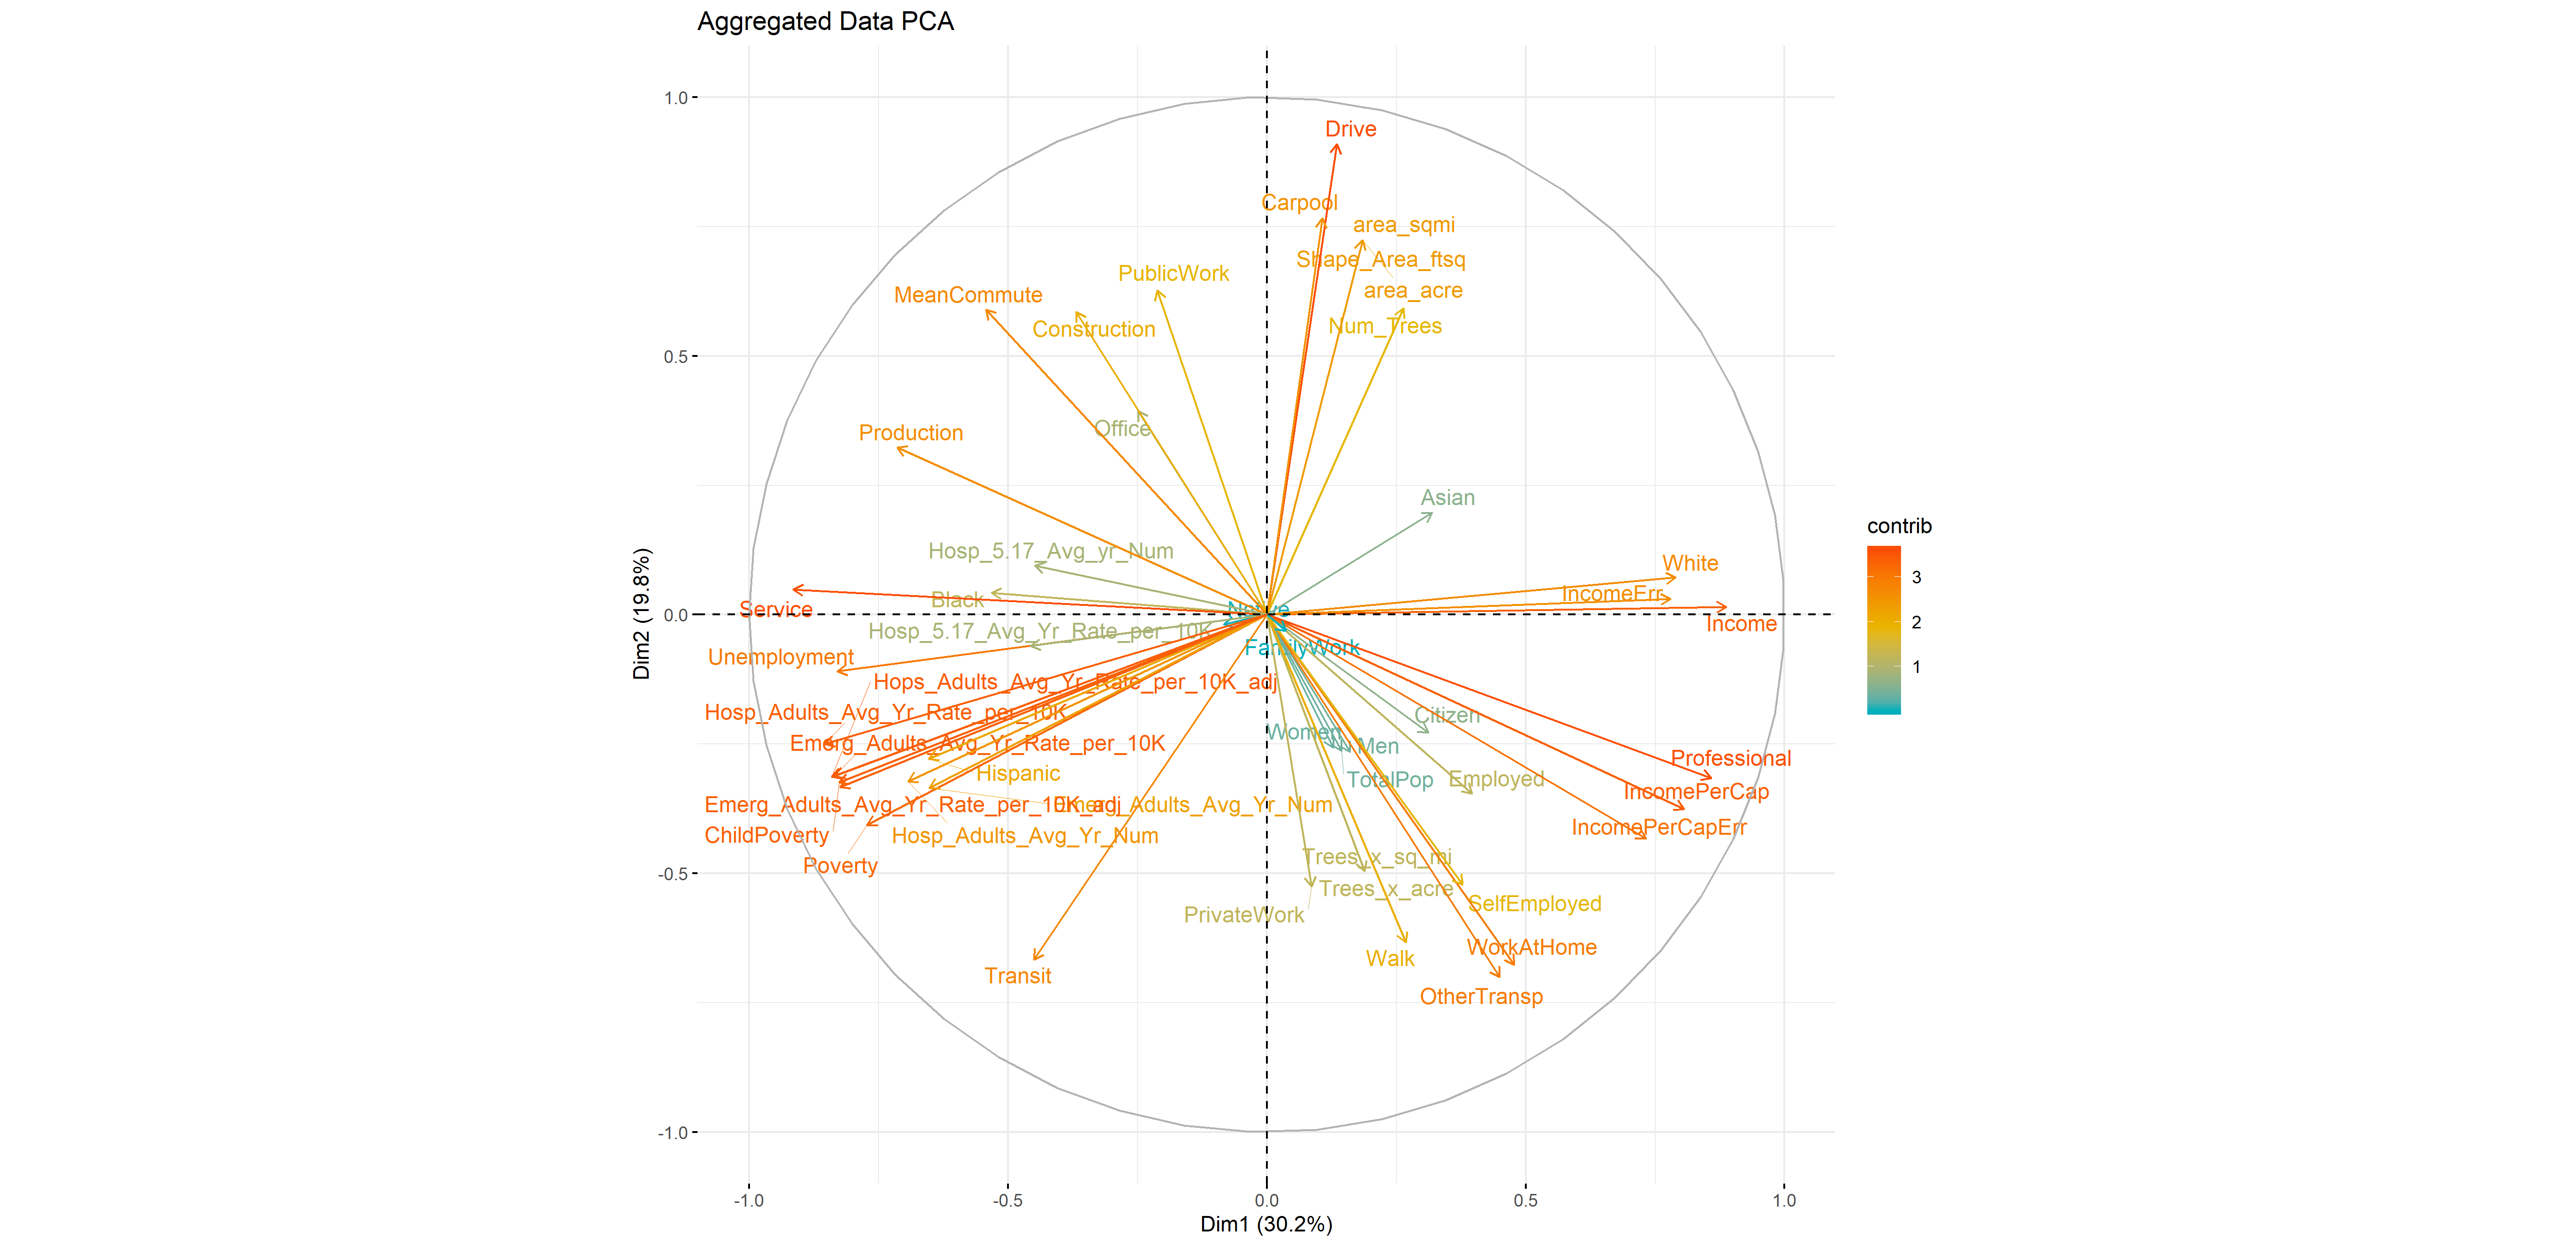 Aggregated Data PCA
1.0
Drive
Carpool
area_sqmi
Shape_Area_ftsq
PublicWork
area_acre
MeanCommute
Num_Trees
Construction
0.5
Office
Production
Asian
contrib
Hosp_5.17_Avg_yr_Num
White
3
IncomeErr
Black
Service
Native
0.0
Income
2
Hosp_5.17_Avg_Yr_Rate_per_10K
FamilyWork
Unemployment
1
Hops_Adults_Avg_Yr_Rate_per_10K_adj
Hosp_Adults_Avg_Yr_Rate_per_10K
Citizen
Women
Emerg_Adults_Avg_Yr_Rate_per_10K
Men
Professional
Hispanic
TotalPop
Employed
IncomePerCap
Emerg_Adults_Avg_Yr_Rate_per_10K_adj
Emerg_Adults_Avg_Yr_Num
IncomePerCapErr
ChildPoverty
Hosp_Adults_Avg_Yr_Num
Trees_x_sq_mi
Poverty
-0.5
Trees_x_acre
SelfEmployed
PrivateWork
WorkAtHome
Walk
Transit
OtherTransp
-1.0
Dim2 (19.8%)
-1.0
-0.5
0.0
0.5
1.0
Dim1 (30.2%)